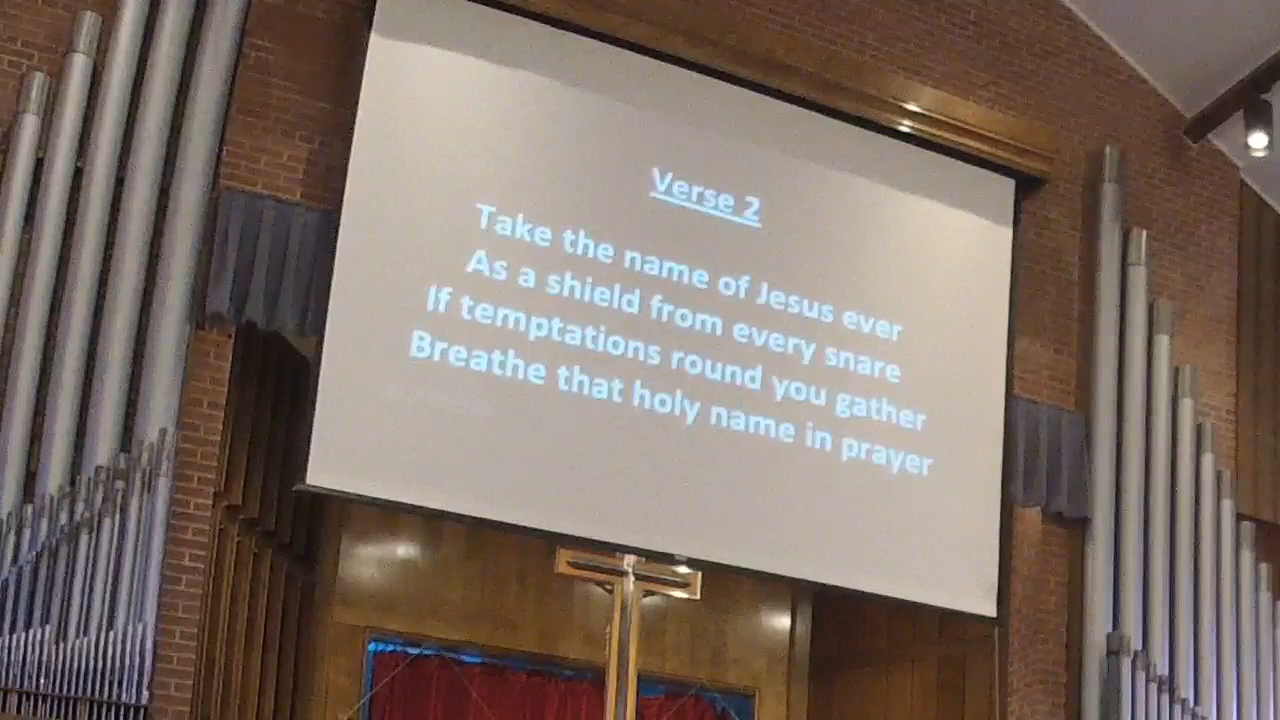 Verse 2
Take the name of Jesus ever
As a shield from every snare
If temptations round you gather
Breathe that holy name in prayer